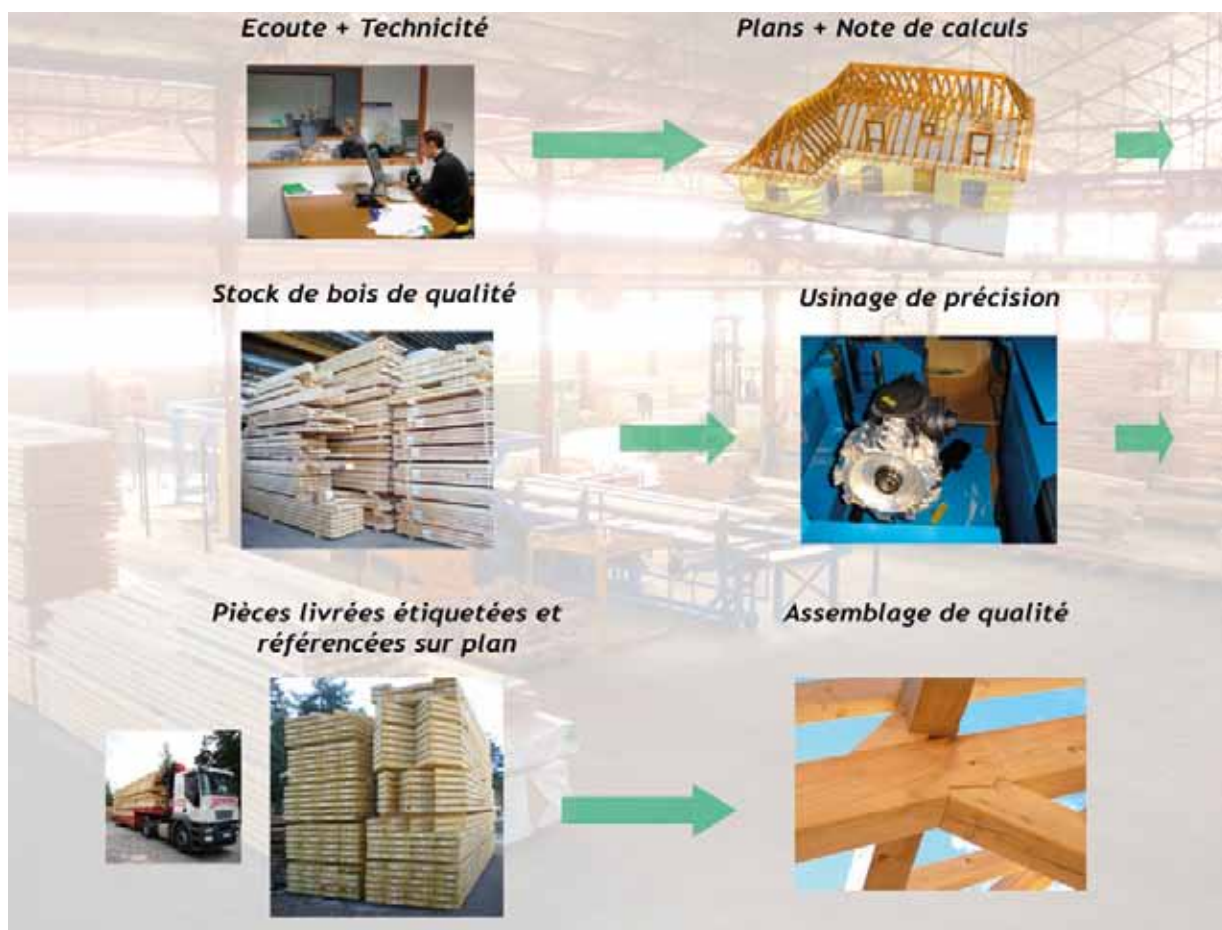 Ecoute + Technicité
Plans + Note de calculs
Stock de bois de qualité
Usinage de précision
Pièces livrées étiquetées et
référencées sur plan
Assemblage de qualité